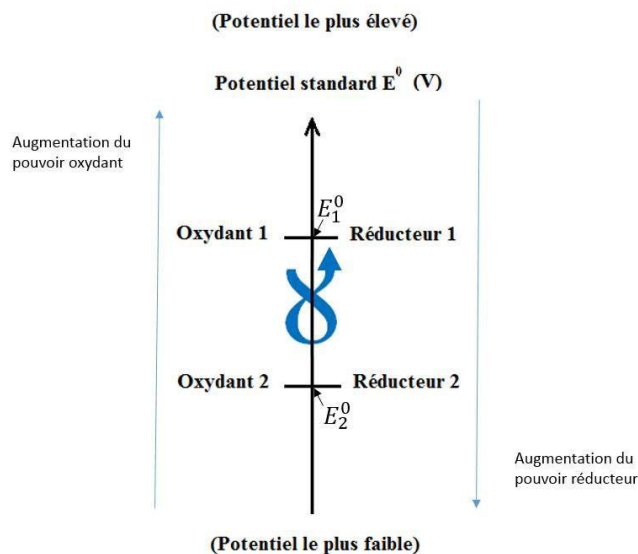 (Potentiel le plus élevé)
Potentiel standard E⁰ (V)
Augmentation du
pouvoir oxydant
E₁⁰
Oxydant 1 Réducteur 1
Oxydant 2 Réducteur 2
E₂⁰
Augmentation du
pouvoir réducteur
(Potentiel le plus faible)